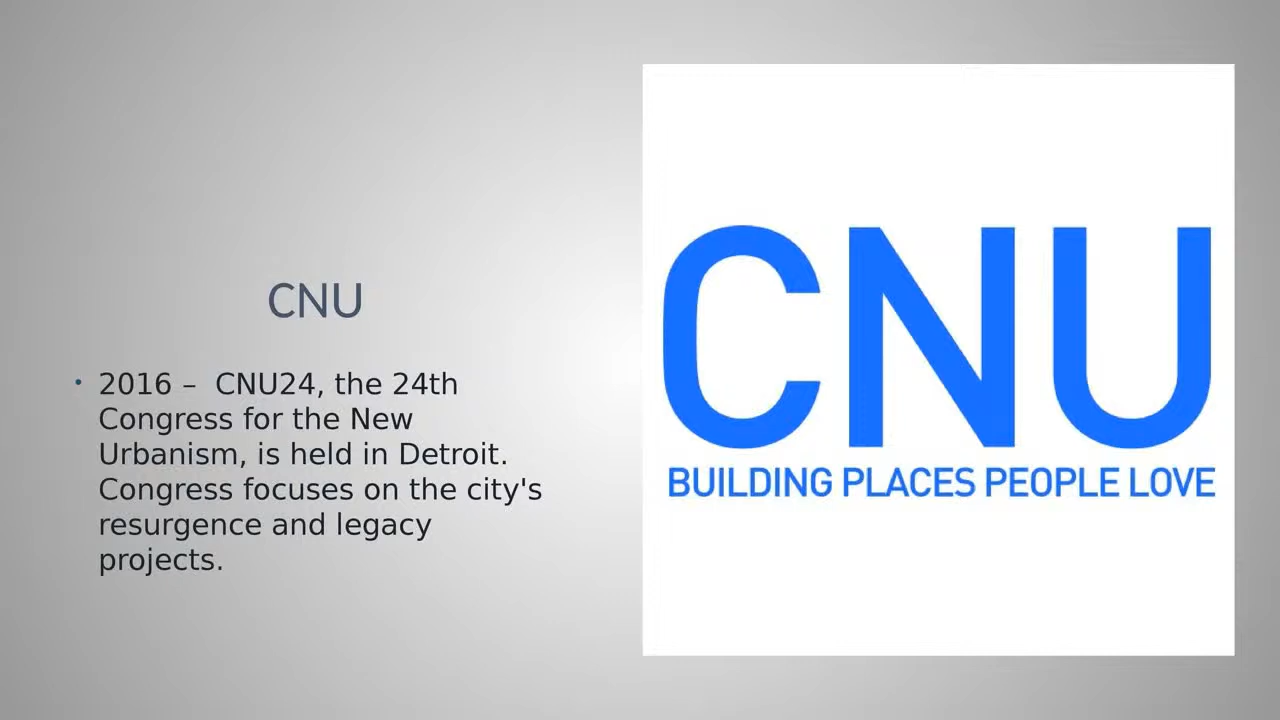 CNU
• 2016 –  CNU24, the 24th
Congress for the New
Urbanism, is held in Detroit.
Congress focuses on the city's
resurgence and legacy
projects.
CNU
BUILDING PLACES PEOPLE LOVE